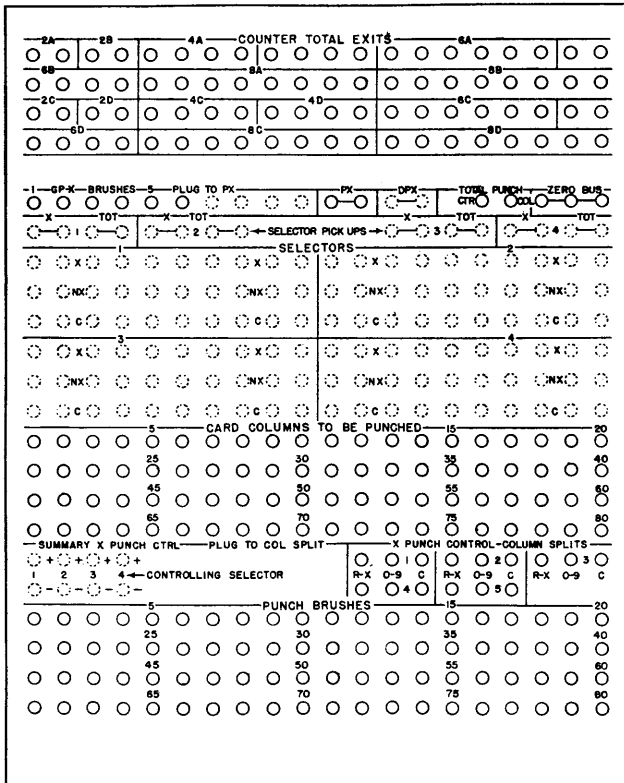 COUNTER TOTAL EXITS
2A 2B 4A 6A
6B 8A 8B
2C 2D 4C 4D 6C
6D 8C 8D
1-GP-X-BRUSHES-5-PLUG TO PX PX DPX TOTAL PUNCH ZERO BUS
CTR COL
X TOT X TOT X TOT X TOT
1 2 ←SELECTOR PICK UPS→ 3 4
1 SELECTORS 2
X X X X
NX NX NX NX
C C C C
3 4
X X X X
NX NX NX NX
C C C C
5 CARD COLUMNS TO BE PUNCHED 15 20
25 30 35 40
45 50 55 60
65 70 75 80
SUMMARY X PUNCH CTRL PLUG TO COL SPLIT X PUNCH CONTROL-COLUMN SPLITS
+ + + + 1 2 3
1 2 3 4←CONTROLLING SELECTOR R-X 0-9 C R-X 0-9 C R-X 0-9 C
- - - - 4 5
5 PUNCH BRUSHES 15 20
25 30 35 40
45 50 55 60
65 70 75 80